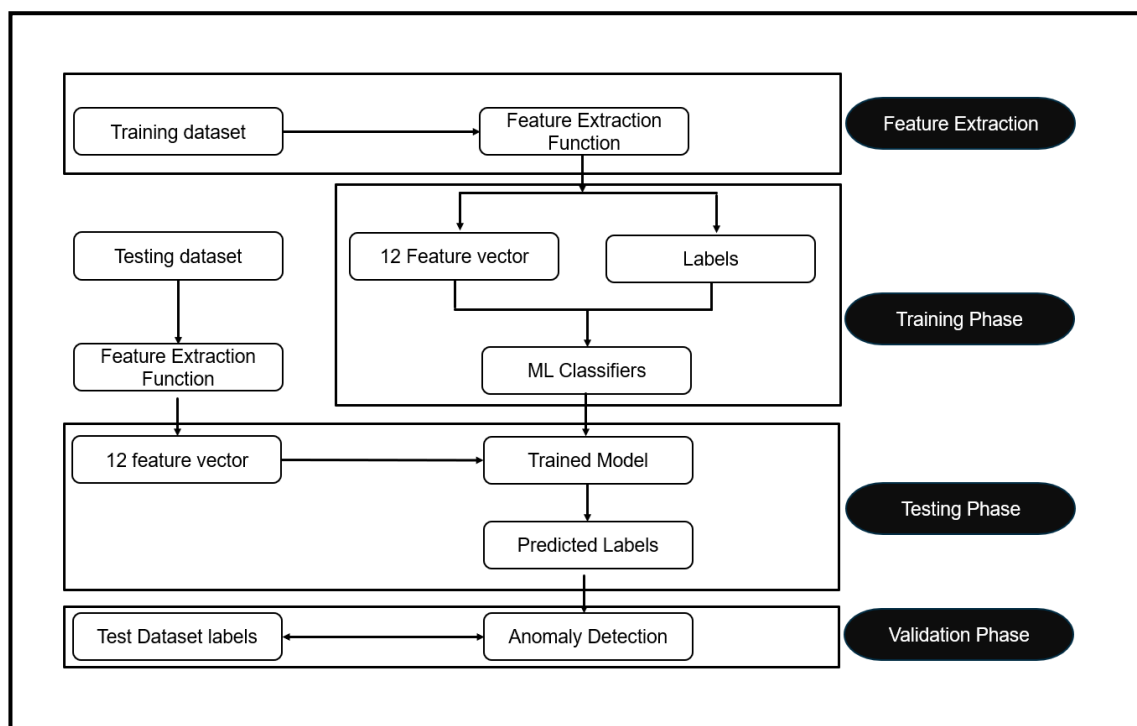 Training dataset
Feature Extraction
Function
Feature Extraction
Testing dataset
12 Feature vector
Labels
Training Phase
Feature Extraction
Function
ML Classifiers
12 feature vector
Trained Model
Testing Phase
Predicted Labels
Test Dataset labels
Anomaly Detection
Validation Phase